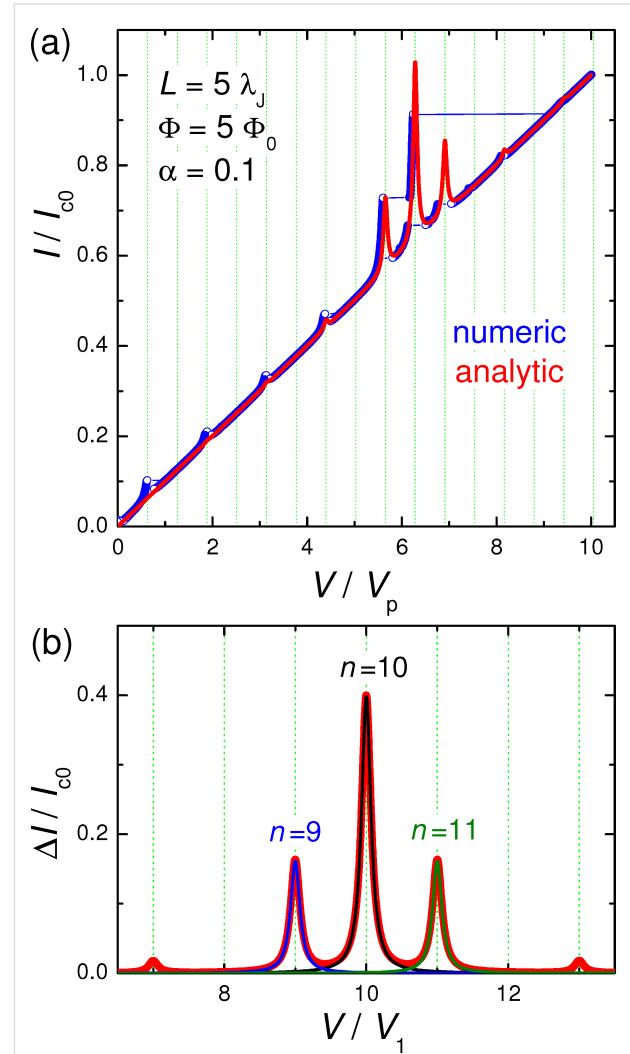 (a)
L = 5 λJ
Φ = 5 Φ0
α = 0.1
numeric
analytic
I / Ic0
1.0
0.8
0.6
0.4
0.2
0.0
0 2 4 6 8 10
V / Vp
(b)
n=10
n=9
n=11
ΔI / Ic0
0.4
0.2
0.0
8 10 12
V / V1